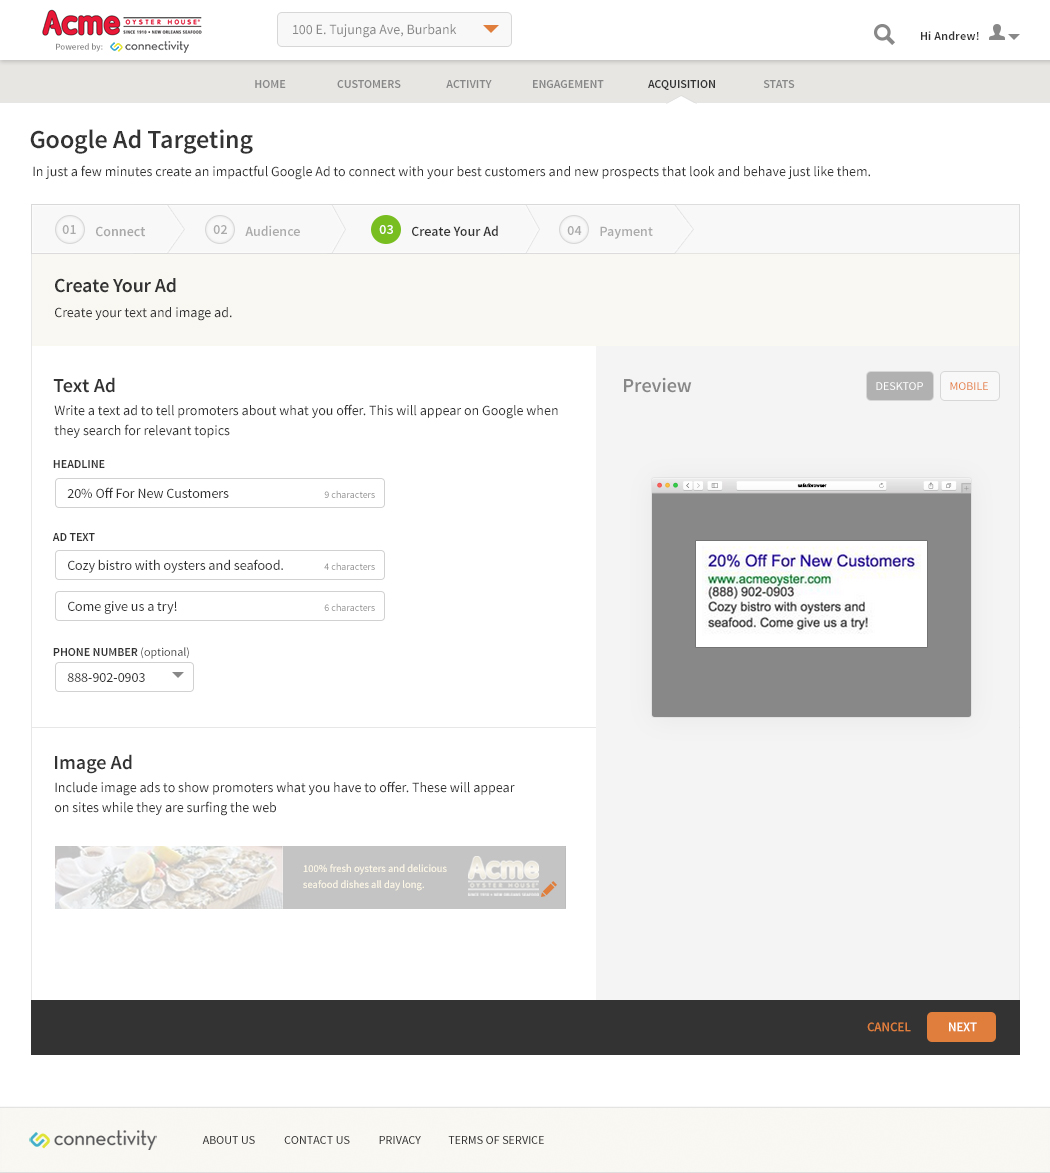 Acme
OYSTER HOUSE
SINCE 1910 • NEW ORLEANS SEAFOOD
Powered by: connectivity
100 E. Tujunga Ave, Burbank
Hi Andrew!
HOME CUSTOMERS ACTIVITY ENGAGEMENT ACQUISITION STATS
Google Ad Targeting
In just a few minutes create an impactful Google Ad to connect with your best customers and new prospects that look and behave just like them.
01 Connect 02 Audience 03 Create Your Ad 04 Payment
Create Your Ad
Create your text and image ad.
Text Ad
Write a text ad to tell promoters about what you offer. This will appear on Google when
they search for relevant topics
HEADLINE
20% Off For New Customers 9 characters
AD TEXT
Cozy bistro with oysters and seafood. 4 characters
Come give us a try! 6 characters
PHONE NUMBER (optional)
888-902-0903
Preview
DESKTOP MOBILE
20% Off For New Customers
www.acmeoyster.com
(888) 902-0903
Cozy bistro with oysters and
seafood. Come give us a try!
Image Ad
Include image ads to show promoters what you have to offer. These will appear
on sites while they are surfing the web
100% fresh oysters and delicious
seafood dishes all day long.
Acme
OYSTER HOUSE
SINCE 1910 • NEW ORLEANS SEAFOOD
CANCEL NEXT
connectivity ABOUT US CONTACT US PRIVACY TERMS OF SERVICE